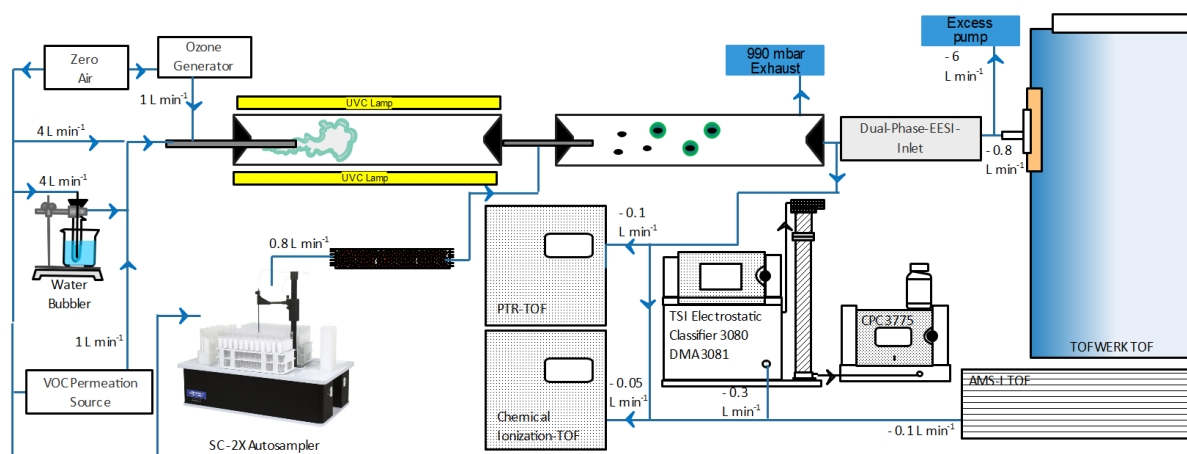 Zero
Air
Ozone
Generator
1 L min-1
4 L min-1
4 L min-1
Water
Bubbler
1 L min-1
VOC Permeation
Source
UVC Lamp
UVC Lamp
0.8 L min-1
SC-2X Autosampler
990 mbar
Exhaust
Excess
pump
- 6
L min-1
Dual-Phase-EESI-
Inlet
- 0.8
L min-1
- 0.1
L min-1
PTR-TOF
Chemical
Ionization-TOF
- 0.05
L min-1
TSI Electrostatic
Classifier 3080
DMA3081
- 0.3
L min-1
CPC 3775
TOFWERK TOF
AMS-I TOF
- 0.1 L min-1